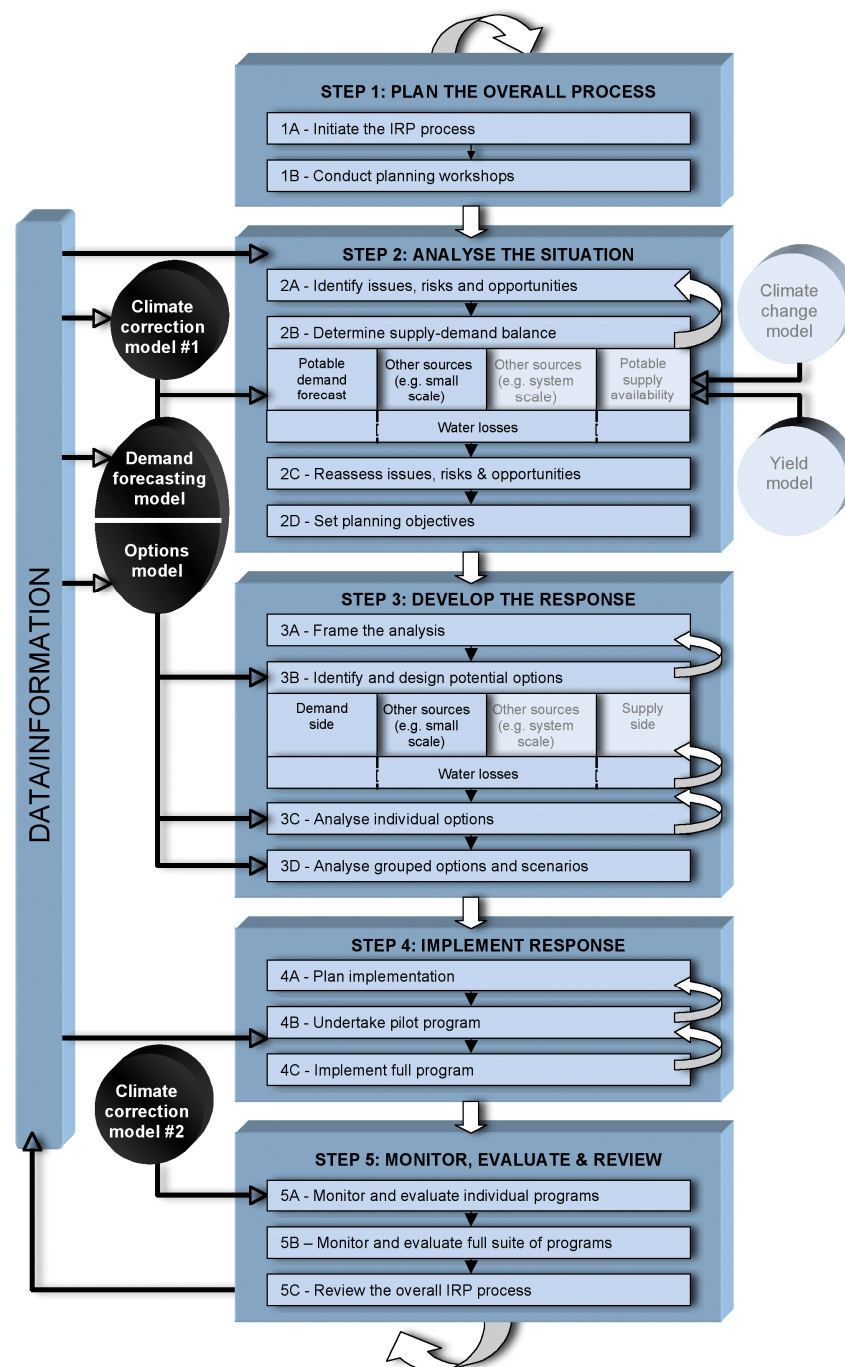 STEP 1: PLAN THE OVERALL PROCESS
1A - Initiate the IRP process
1B - Conduct planning workshops
DATA/INFORMATION
STEP 2: ANALYSE THE SITUATION
2A - Identify issues, risks and opportunities
2B - Determine supply-demand balance
Potable
demand
forecast
Other sources
(e.g. small
scale)
Other sources
(e.g. system
scale)
Potable
supply
availability
Water losses
2C - Reassess issues, risks & opportunities
2D - Set planning objectives
Climate
correction
model #1
Demand
forecasting
model
Options
model
Climate
change
model
Yield
model
STEP 3: DEVELOP THE RESPONSE
3A - Frame the analysis
3B - Identify and design potential options
Demand
side
Other sources
(e.g. small
scale)
Other sources
(e.g. system
scale)
Supply
side
Water losses
3C - Analyse individual options
3D - Analyse grouped options and scenarios
STEP 4: IMPLEMENT RESPONSE
4A - Plan implementation
4B - Undertake pilot program
4C - Implement full program
Climate
correction
model #2
STEP 5: MONITOR, EVALUATE & REVIEW
5A - Monitor and evaluate individual programs
5B – Monitor and evaluate full suite of programs
5C - Review the overall IRP process